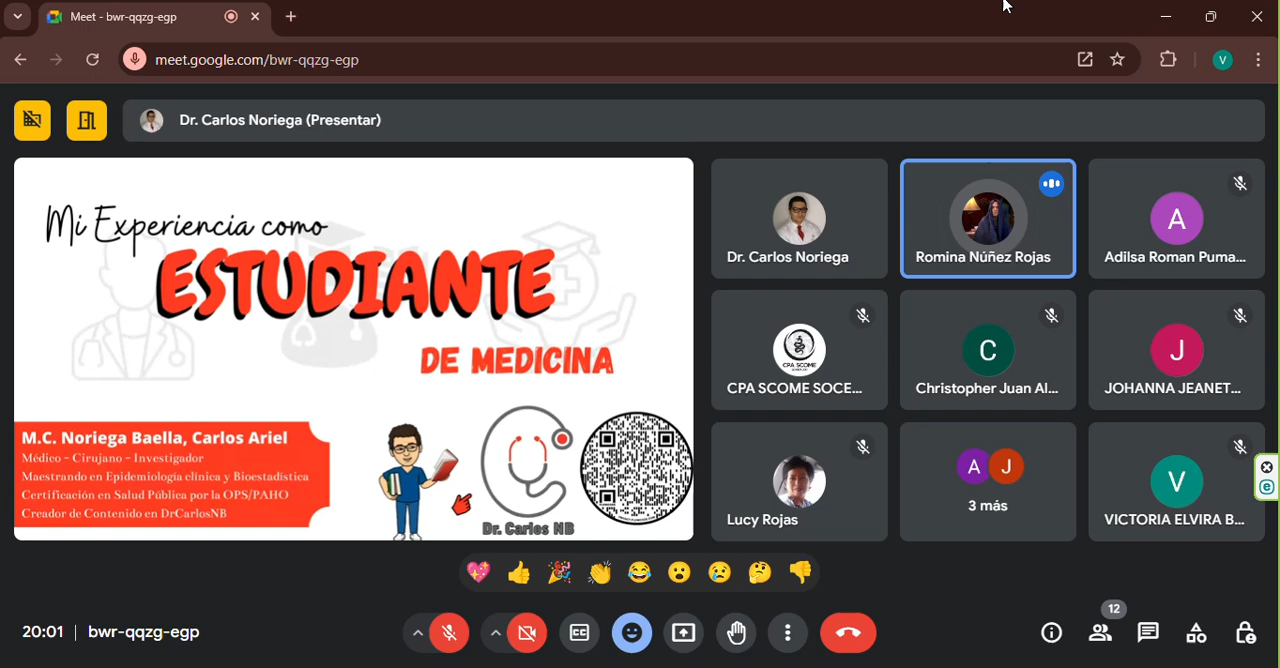 Meet - bwr-qqzg-egp
meet.google.com/bwr-qqzg-egp
V
Dr. Carlos Noriega (Presentar)
Mi Experiencia como
ESTUDIANTE
DE MEDICINA
M.C. Noriega Baella, Carlos Ariel
Médico - Cirujano - Investigador
Maestrando en Epidemiología clínica y Bioestadística
Certificación en Salud Pública por la OPS/PAHO
Creador de Contenido en DrCarlosNB
Dr. Carlos NB
Dr. Carlos Noriega
Romina Núñez Rojas
A
Adilsa Roman Puma...
CPA SCOME
CPA SCOME SOCE...
C
Christopher Juan Al...
J
JOHANNA JEANET...
Lucy Rojas
A J
3 más
V
VICTORIA ELVIRA B...
20:01 | bwr-qqzg-egp
12